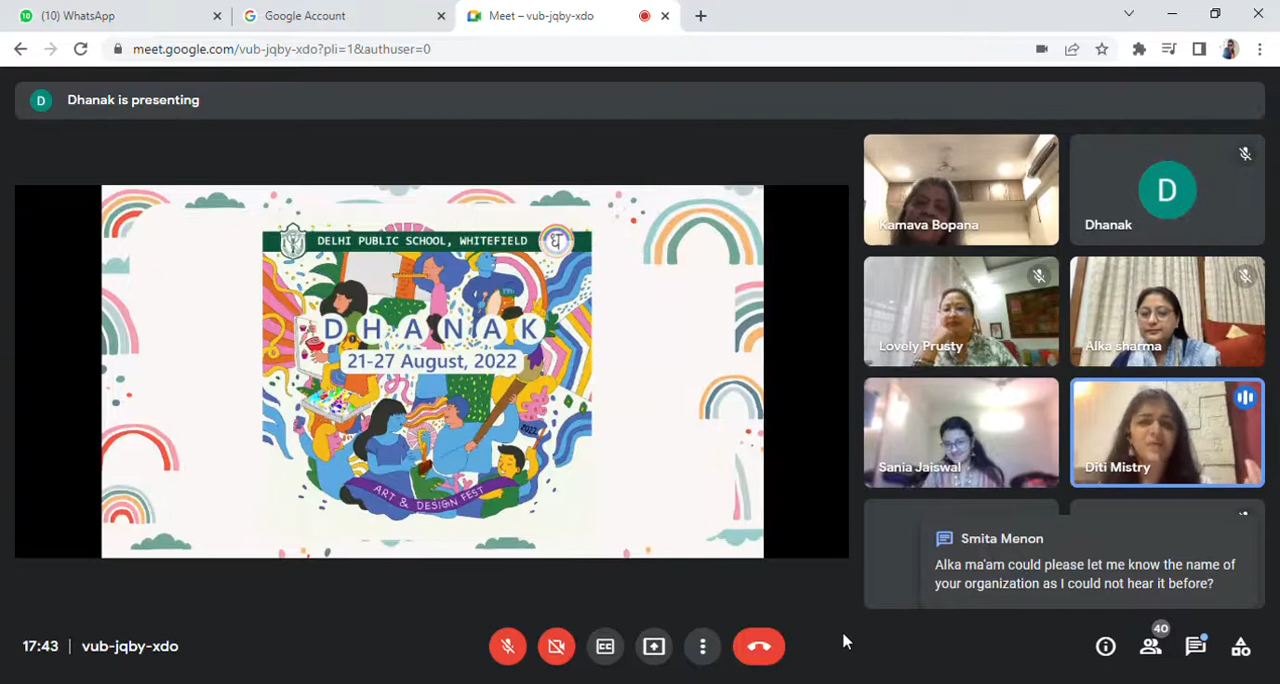 (10) WhatsApp
Google Account
Meet – vub-jqby-xdo
meet.google.com/vub-jqby-xdo?pli=1&authuser=0
D
Dhanak is presenting
DELHI PUBLIC SCHOOL, WHITEFIELD
ध
DHANAK
21-27 August, 2022
2022
ART & DESIGN FEST
Kamava Bopana
D
Dhanak
Lovely Prusty
Alka sharma
Sania Jaiswal
Diti Mistry
Smita Menon
Alka ma'am could please let me know the name of
your organization as I could not hear it before?
17:43 | vub-jqby-xdo
CC
40